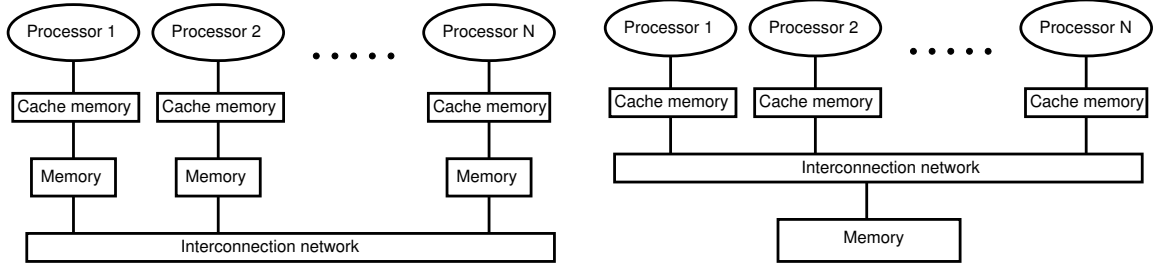 Processor 1
Processor 2
Processor N
Cache memory
Cache memory
Cache memory
Memory
Memory
Memory
Interconnection network
Processor 1
Processor 2
Processor N
Cache memory
Cache memory
Cache memory
Interconnection network
Memory